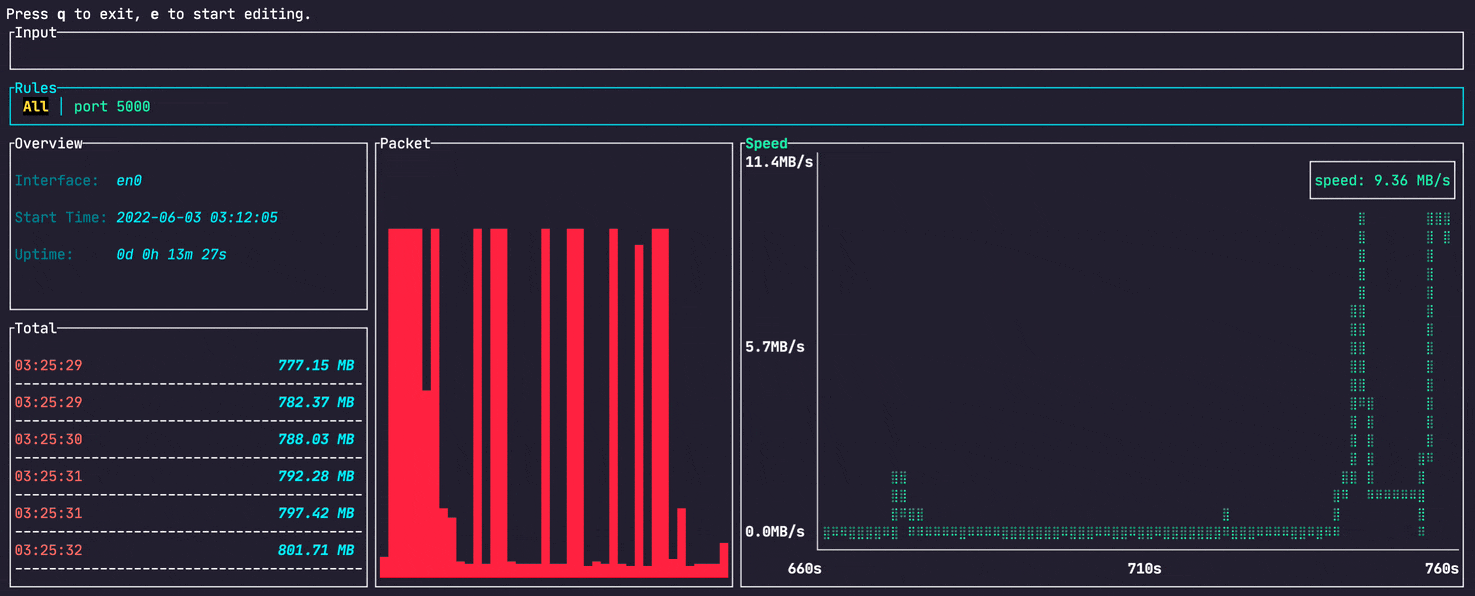 Press q to exit, e to start editing.
Input
Rules
All │ port 5000
Overview
Interface: en0
Start Time: 2022-06-03 03:12:05
Uptime: 0d 0h 13m 27s
Total
03:25:29 777.15 MB
03:25:29 782.37 MB
03:25:30 788.03 MB
03:25:31 792.28 MB
03:25:31 797.42 MB
03:25:32 801.71 MB
Packet
Speed
11.4MB/s
speed: 9.36 MB/s
5.7MB/s
0.0MB/s
660s 710s 760s